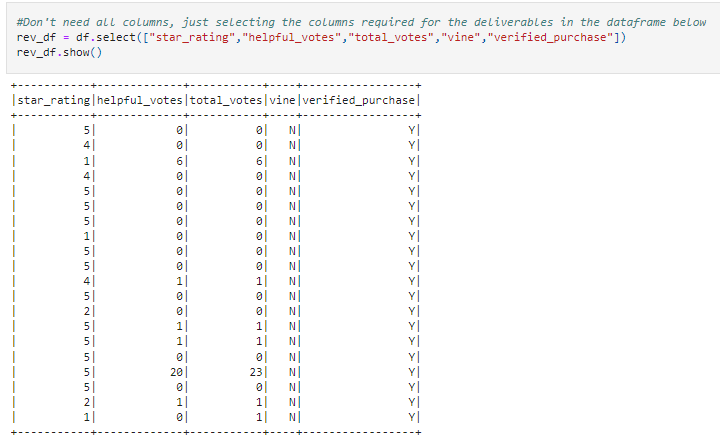 #Don't need all columns, just selecting the columns required for the deliverables in the dataframe below
rev_df = df.select(["star_rating","helpful_votes","total_votes","vine","verified_purchase"])
rev_df.show()
+-----------+-------------+-----------+----+-----------------+
|star_rating|helpful_votes|total_votes|vine|verified_purchase|
+-----------+-------------+-----------+----+-----------------+
|          5|            0|          0|   N|                Y|
|          4|            0|          0|   N|                Y|
|          1|            6|          6|   N|                Y|
|          4|            0|          0|   N|                Y|
|          5|            0|          0|   N|                Y|
|          5|            0|          0|   N|                Y|
|          5|            0|          0|   N|                Y|
|          1|            0|          0|   N|                Y|
|          5|            0|          0|   N|                Y|
|          5|            0|          0|   N|                Y|
|          4|            1|          1|   N|                Y|
|          5|            0|          0|   N|                Y|
|          2|            0|          0|   N|                Y|
|          5|            1|          1|   N|                Y|
|          5|            1|          1|   N|                Y|
|          5|            0|          0|   N|                Y|
|          5|           20|         23|   N|                Y|
|          5|            0|          0|   N|                Y|
|          2|            1|          1|   N|                Y|
|          1|            0|          1|   N|                Y|
+-----------+-------------+-----------+----+-----------------+